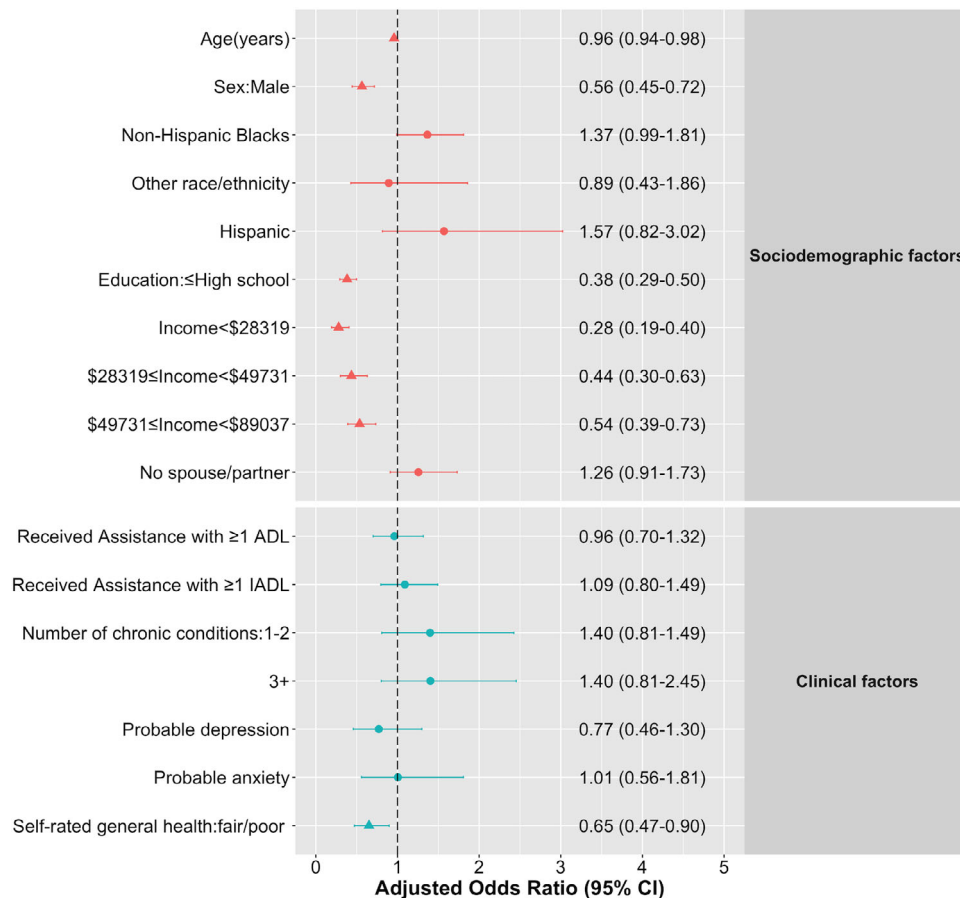 Age(years) 0.96 (0.94-0.98)
Sex:Male 0.56 (0.45-0.72)
Non-Hispanic Blacks 1.37 (0.99-1.81)
Other race/ethnicity 0.89 (0.43-1.86)
Hispanic 1.57 (0.82-3.02)
Education:≤High school 0.38 (0.29-0.50)
Income<$28319 0.28 (0.19-0.40)
$28319≤Income<$49731 0.44 (0.30-0.63)
$49731≤Income<$89037 0.54 (0.39-0.73)
No spouse/partner 1.26 (0.91-1.73)
Sociodemographic factors
Received Assistance with ≥1 ADL 0.96 (0.70-1.32)
Received Assistance with ≥1 IADL 1.09 (0.80-1.49)
Number of chronic conditions:1-2 1.40 (0.81-1.49)
3+ 1.40 (0.81-2.45)
Probable depression 0.77 (0.46-1.30)
Probable anxiety 1.01 (0.56-1.81)
Self-rated general health:fair/poor 0.65 (0.47-0.90)
Clinical factors
0 1 2 3 4 5
Adjusted Odds Ratio (95% CI)